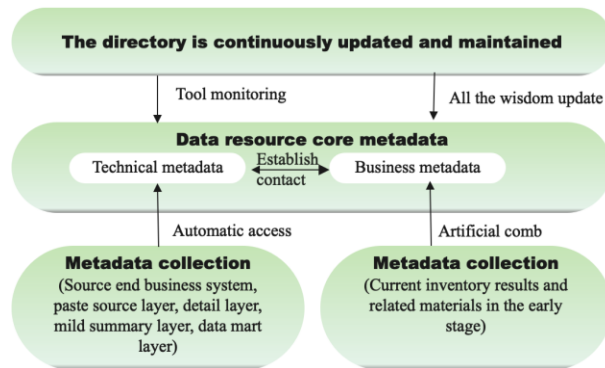 The directory is continuously updated and maintained
Tool monitoring
All the wisdom update
Data resource core metadata
Technical metadata
Establish
contact
Business metadata
Automatic access
Artificial comb
Metadata collection
(Source end business system,
paste source layer, detail layer,
mild summary layer, data mart
layer)
Metadata collection
(Current inventory results and
related materials in the early
stage)